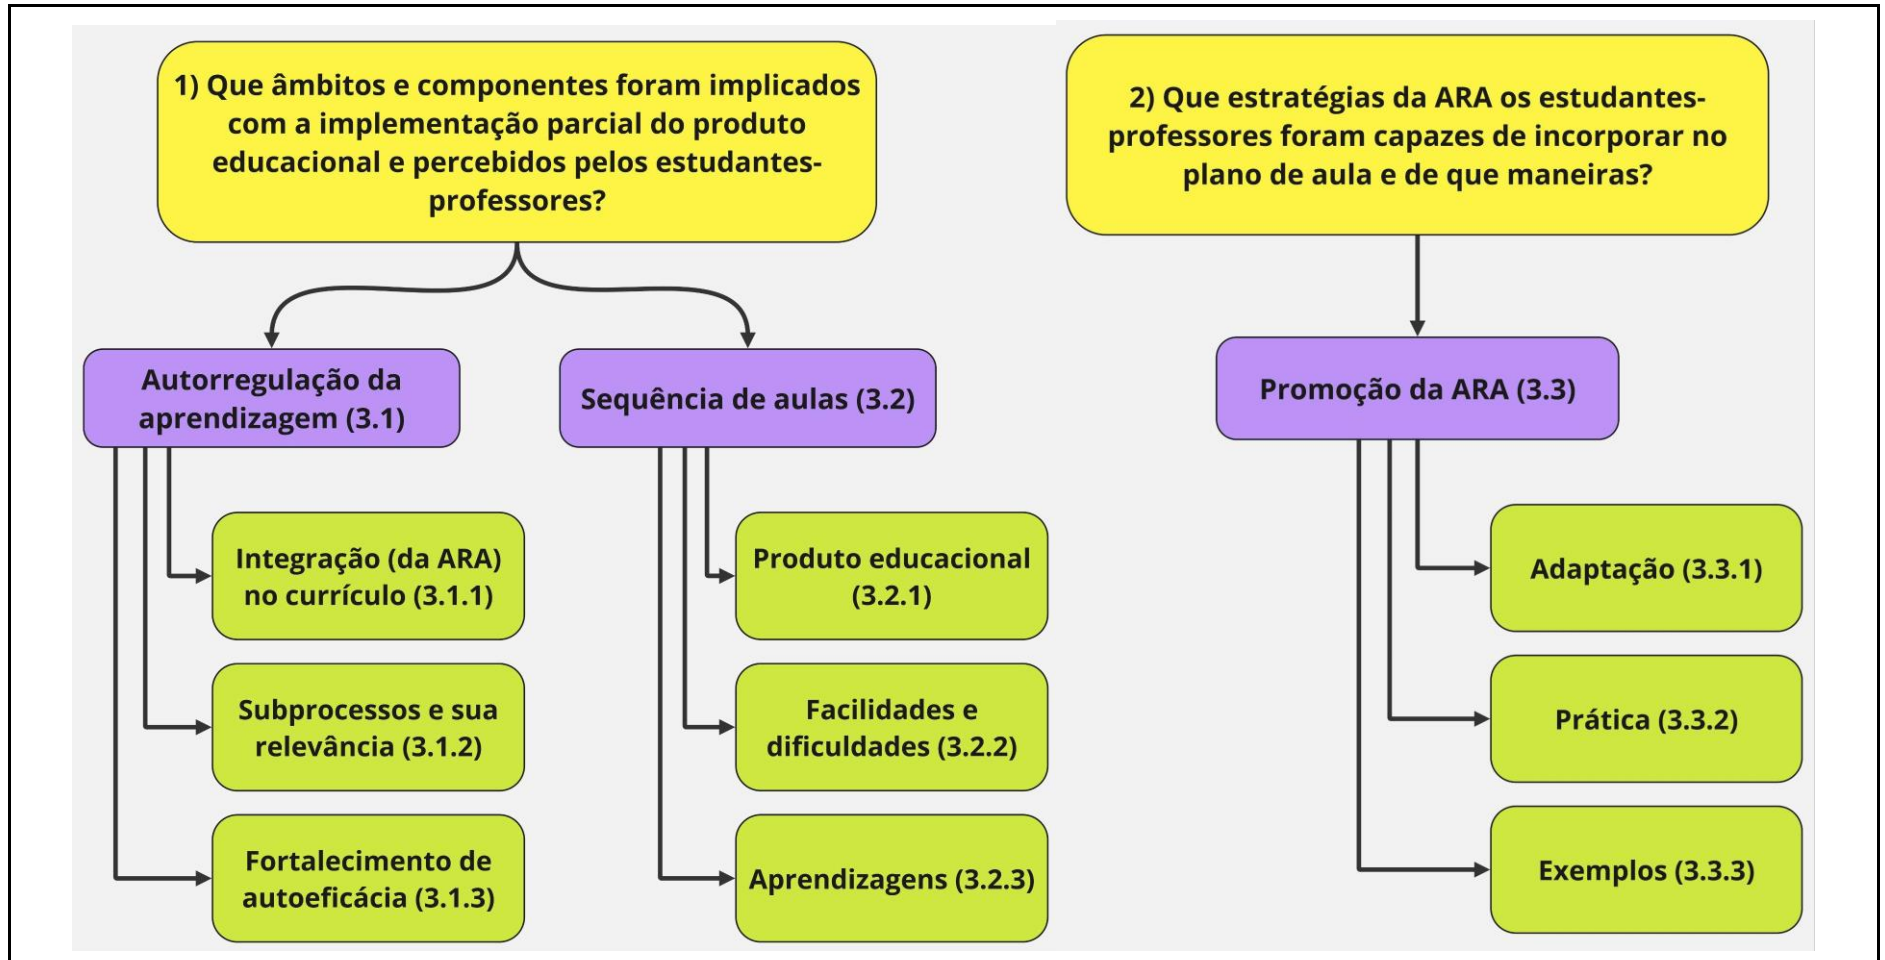 1) Que âmbitos e componentes foram implicados
com a implementação parcial do produto
educacional e percebidos pelos estudantes-
professores?
Autorregulação da
aprendizagem (3.1)
Integração (da ARA)
no currículo (3.1.1)
Subprocessos e sua
relevância (3.1.2)
Fortalecimento de
autoeficácia (3.1.3)
Sequência de aulas (3.2)
Produto educacional
(3.2.1)
Facilidades e
dificuldades (3.2.2)
Aprendizagens (3.2.3)
2) Que estratégias da ARA os estudantes-
professores foram capazes de incorporar no
plano de aula e de que maneiras?
Promoção da ARA (3.3)
Adaptação (3.3.1)
Prática (3.3.2)
Exemplos (3.3.3)